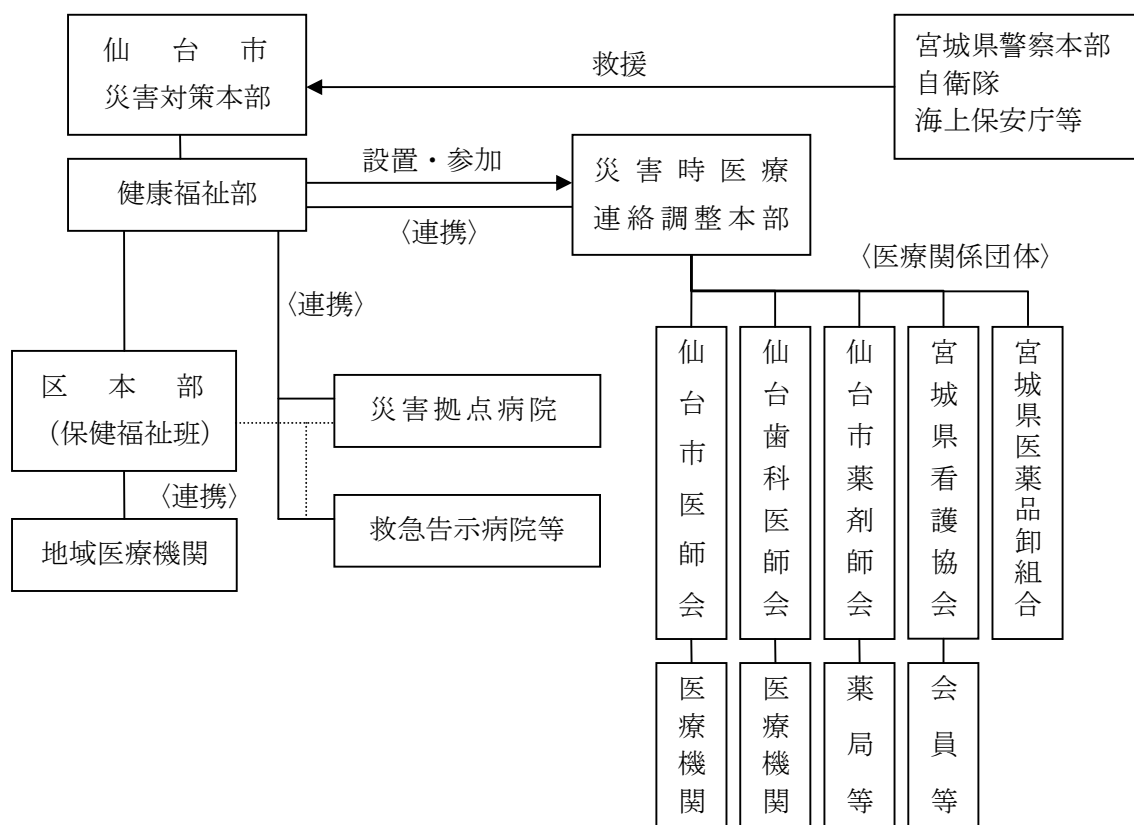 仙台市
災害対策本部
救援
宮城県警察本部
自衛隊
海上保安庁等
健康福祉部
設置・参加
〈連携〉
災害時医療
連絡調整本部
〈医療関係団体〉
〈連携〉
区本部
（保健福祉班）
〈連携〉
地域医療機関
災害拠点病院
救急告示病院等
仙台市医師会
仙台歯科医師会
仙台市薬剤師会
宮城県看護協会
宮城県医薬品卸組合
医療機関
医療機関
薬局等
会員等